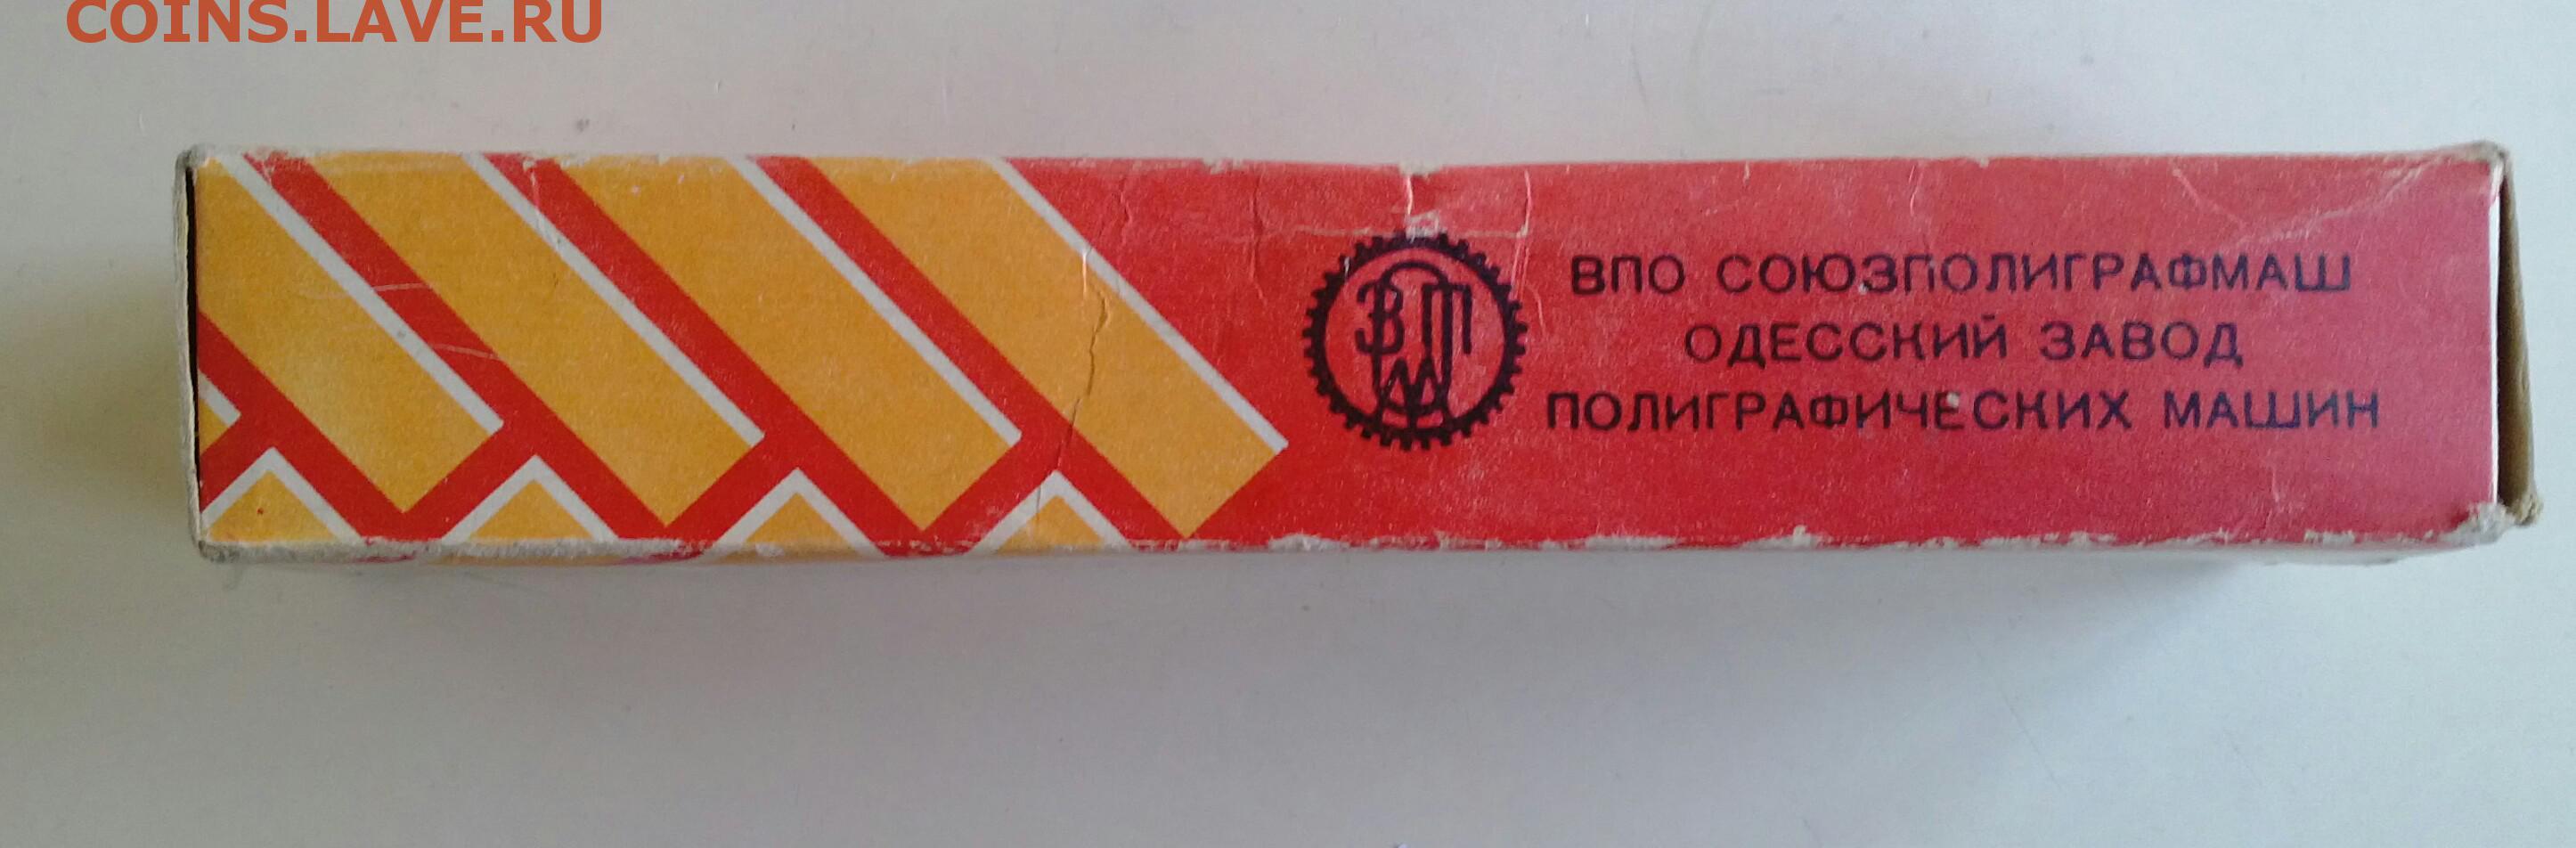 COINS.LAVE.RU
ВПО СОЮЗПОЛИГРАФМАШ
ОДЕССКИЙ ЗАВОД
ПОЛИГРАФИЧЕСКИХ МАШИН